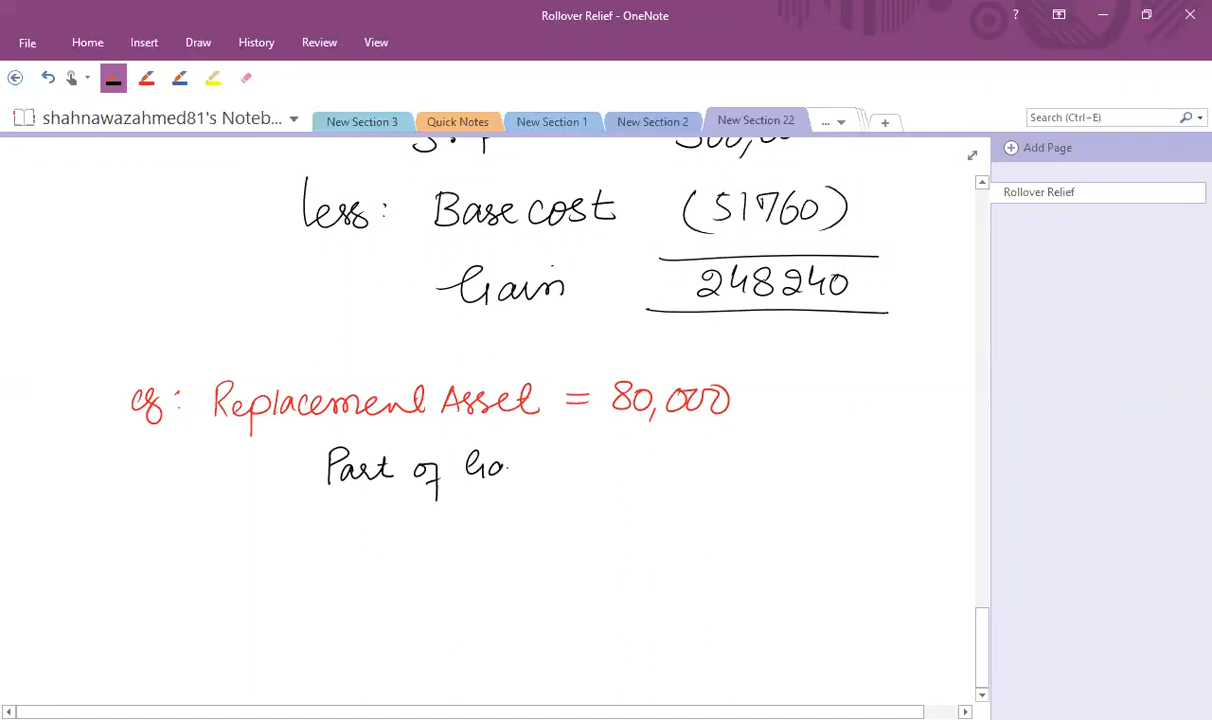 Rollover Relief - OneNote
?
File Home Insert Draw History Review View
shahnawazahmed81's Noteb...
New Section 3 Quick Notes New Section 1 New Section 2 New Section 22 ...
Search (Ctrl-E)
Add Page
Rollover Relief
less: Base cost (51760)
Gain 248240
eg: Replacement Asset = 80,000
Part of